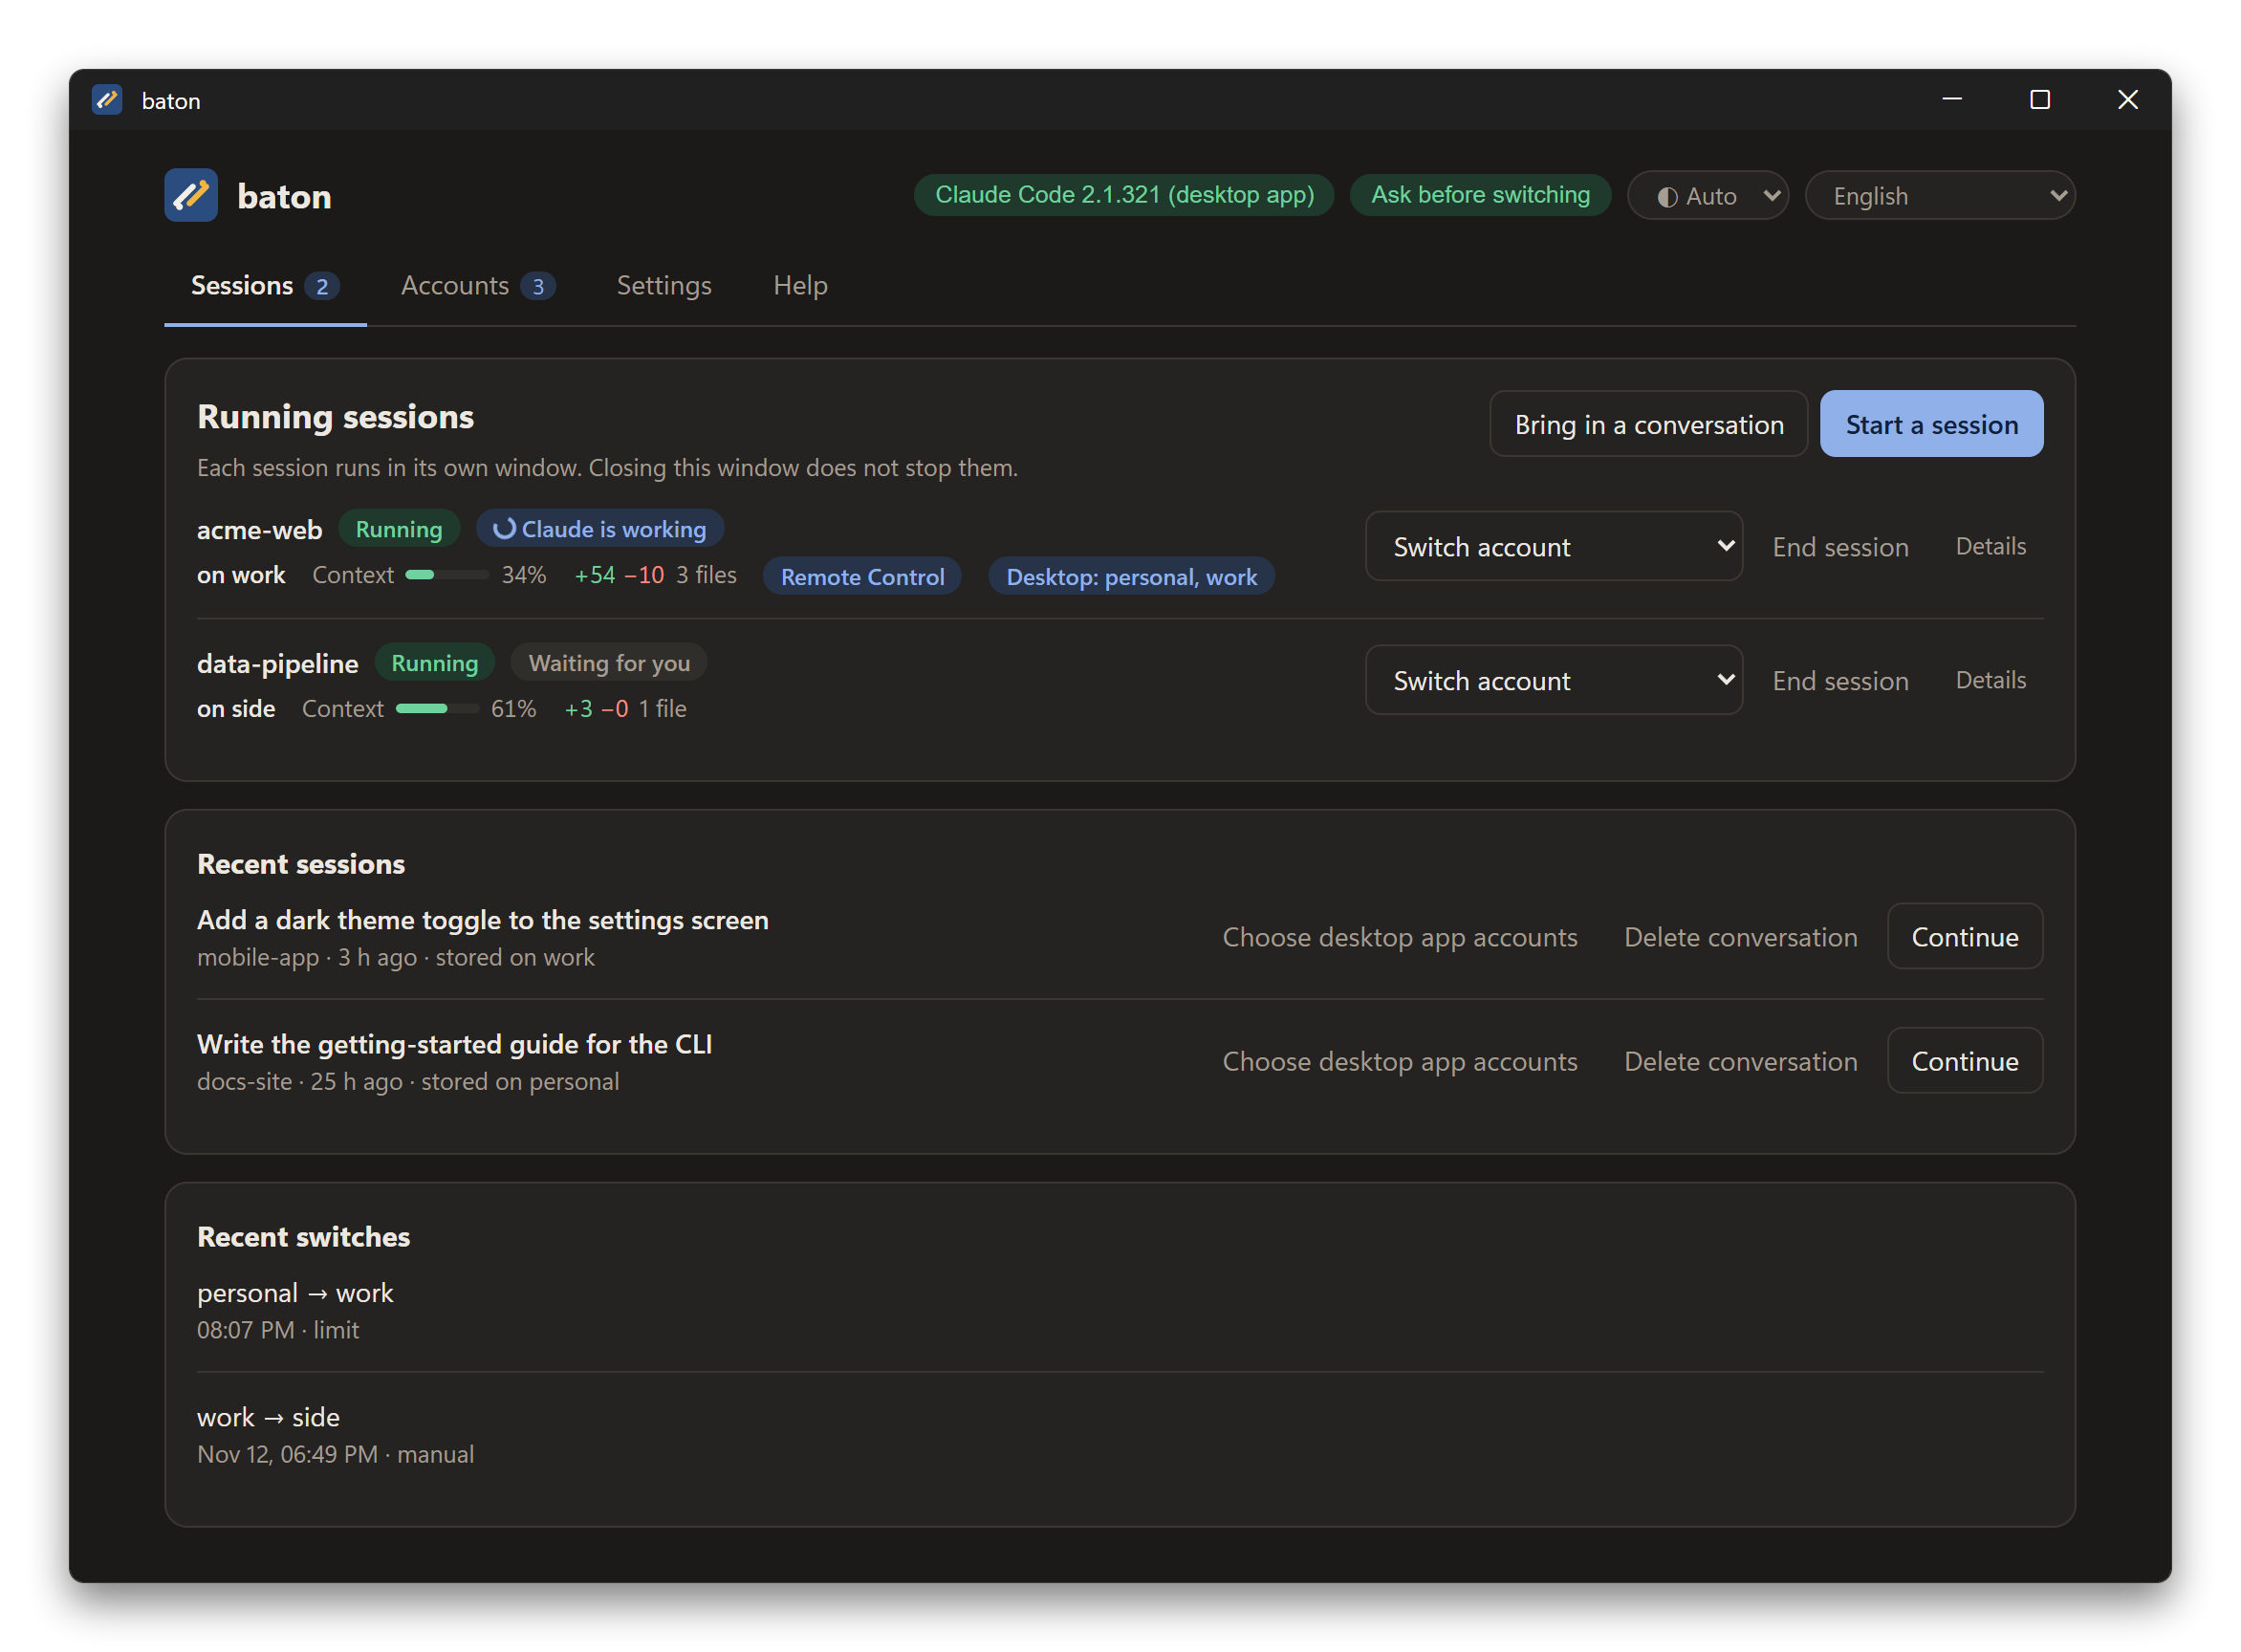 baton
baton
Claude Code 2.1.321 (desktop app) Ask before switching Auto English
Sessions 2 Accounts 3 Settings Help
Running sessions Bring in a conversation Start a session
Each session runs in its own window. Closing this window does not stop them.
acme-web Running Claude is working Switch account End session Details
on work Context 34% +54 −10 3 files Remote Control Desktop: personal, work
data-pipeline Running Waiting for you Switch account End session Details
on side Context 61% +3 −0 1 file
Recent sessions
Add a dark theme toggle to the settings screen Choose desktop app accounts Delete conversation Continue
mobile-app · 3 h ago · stored on work
Write the getting-started guide for the CLI Choose desktop app accounts Delete conversation Continue
docs-site · 25 h ago · stored on personal
Recent switches
personal → work
08:07 PM · limit
work → side
Nov 12, 06:49 PM · manual